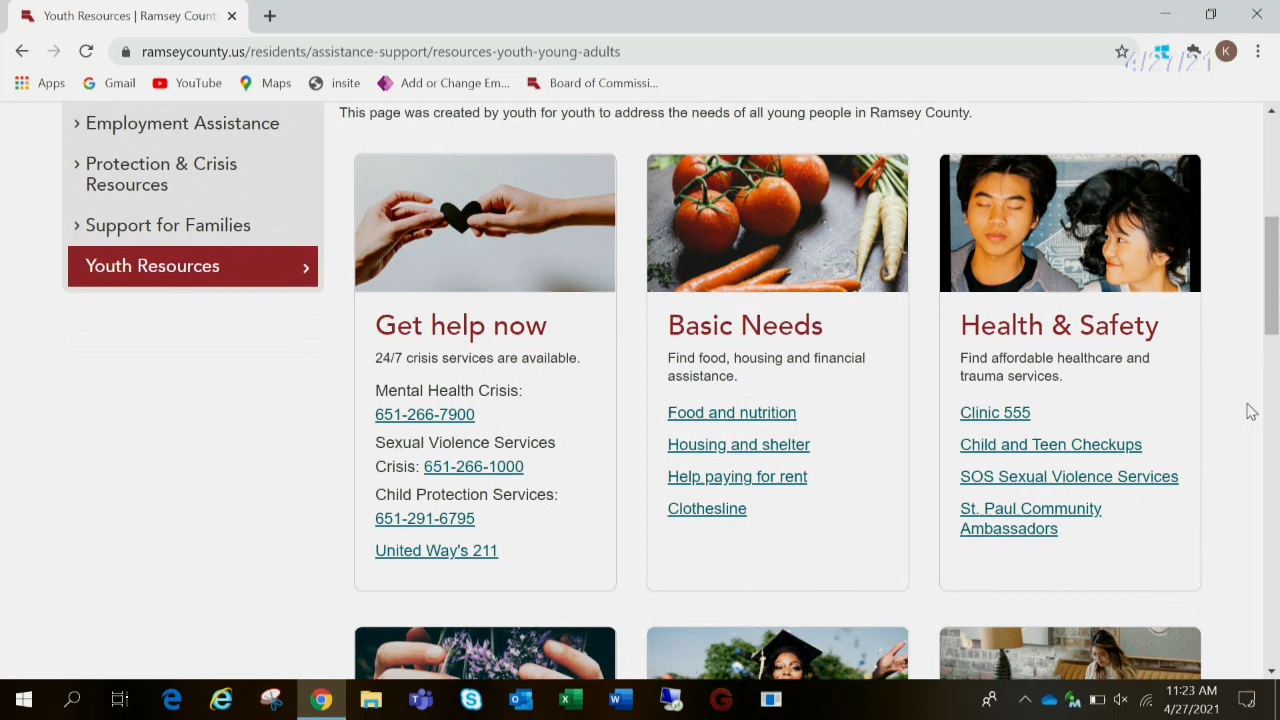 Youth Resources | Ramsey Count
ramseycounty.us/residents/assistance-support/resources-youth-young-adults
K
4/27/21
Apps
Gmail
YouTube
Maps
insite
Add or Change Em...
Board of Commissi...
This page was created by youth for youth to address the needs of all young people in Ramsey County.
Employment Assistance
Protection & Crisis
Resources
Support for Families
Youth Resources
Get help now
24/7 crisis services are available.
Mental Health Crisis:
651-266-7900
Sexual Violence Services
Crisis: 651-266-1000
Child Protection Services:
651-291-6795
United Way's 211
Basic Needs
Find food, housing and financial
assistance.
Food and nutrition
Housing and shelter
Help paying for rent
Clothesline
Health & Safety
Find affordable healthcare and
trauma services.
Clinic 555
Child and Teen Checkups
SOS Sexual Violence Services
St. Paul Community
Ambassadors
11:23 AM
4/27/2021